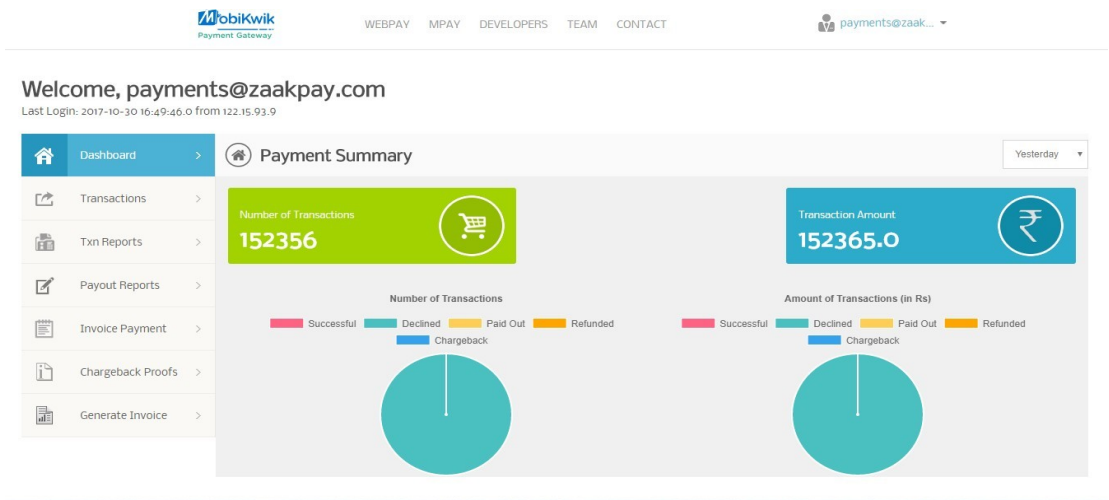 MobiKwik
Payment Gateway
WEBPAY MPAY DEVELOPERS TEAM CONTACT
payments@zaak...
Welcome, payments@zaakpay.com
Last Login: 2017-10-30 16:49:46.0 from 122.15.93.9
Dashboard
Transactions
Txn Reports
Payout Reports
Invoice Payment
Chargeback Proofs
Generate Invoice
Payment Summary
Yesterday
Number of Transactions
152356
Transaction Amount
152365.0
₹
Number of Transactions
Successful Declined Paid Out Refunded
Chargeback
Amount of Transactions (in Rs)
Successful Declined Paid Out Refunded
Chargeback